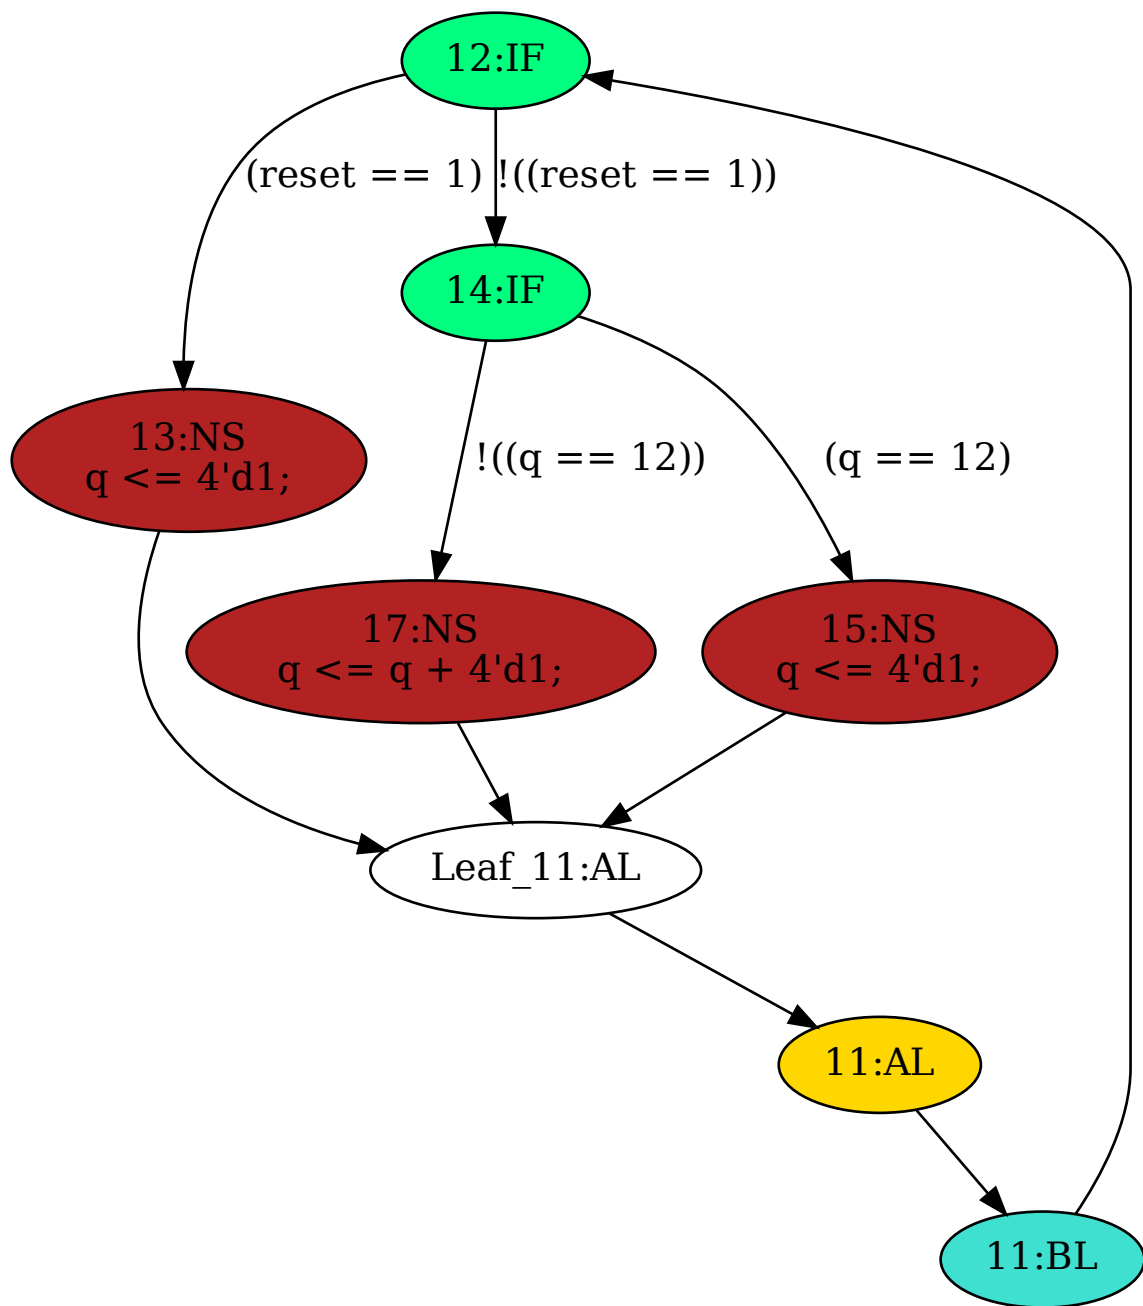 12:IF
(reset == 1)
!((reset == 1))
14:IF
13:NS
q <= 4'd1;
!((q == 12))
(q == 12)
17:NS
q <= q + 4'd1;
15:NS
q <= 4'd1;
Leaf_11:AL
11:AL
11:BL